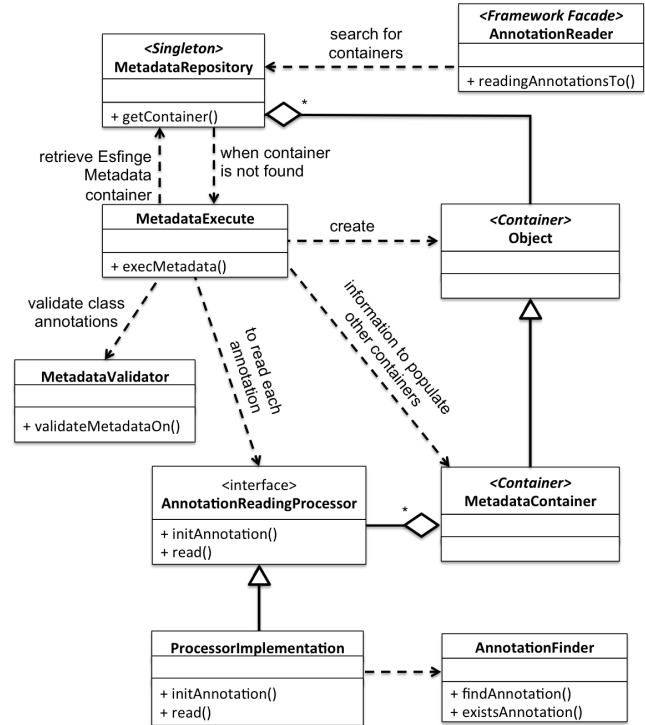 <Framework Facade>
AnnotationReader
+ readingAnnotationsTo()
search for
containers
<Singleton>
MetadataRepository
+ getContainer()
*
retrieve Esfinge
Metadata
container
when container
is not found
MetadataExecute
+ execMetadata()
create
<Container>
Object
validate class
annotations
to read each
annotation
information to populate
other containers
MetadataValidator
+ validateMetadataOn()
<interface>
AnnotationReadingProcessor
+ initAnnotation()
+ read()
*
<Container>
MetadataContainer
ProcessorImplementation
+ initAnnotation()
+ read()
AnnotationFinder
+ findAnnotation()
+ existsAnnotation()